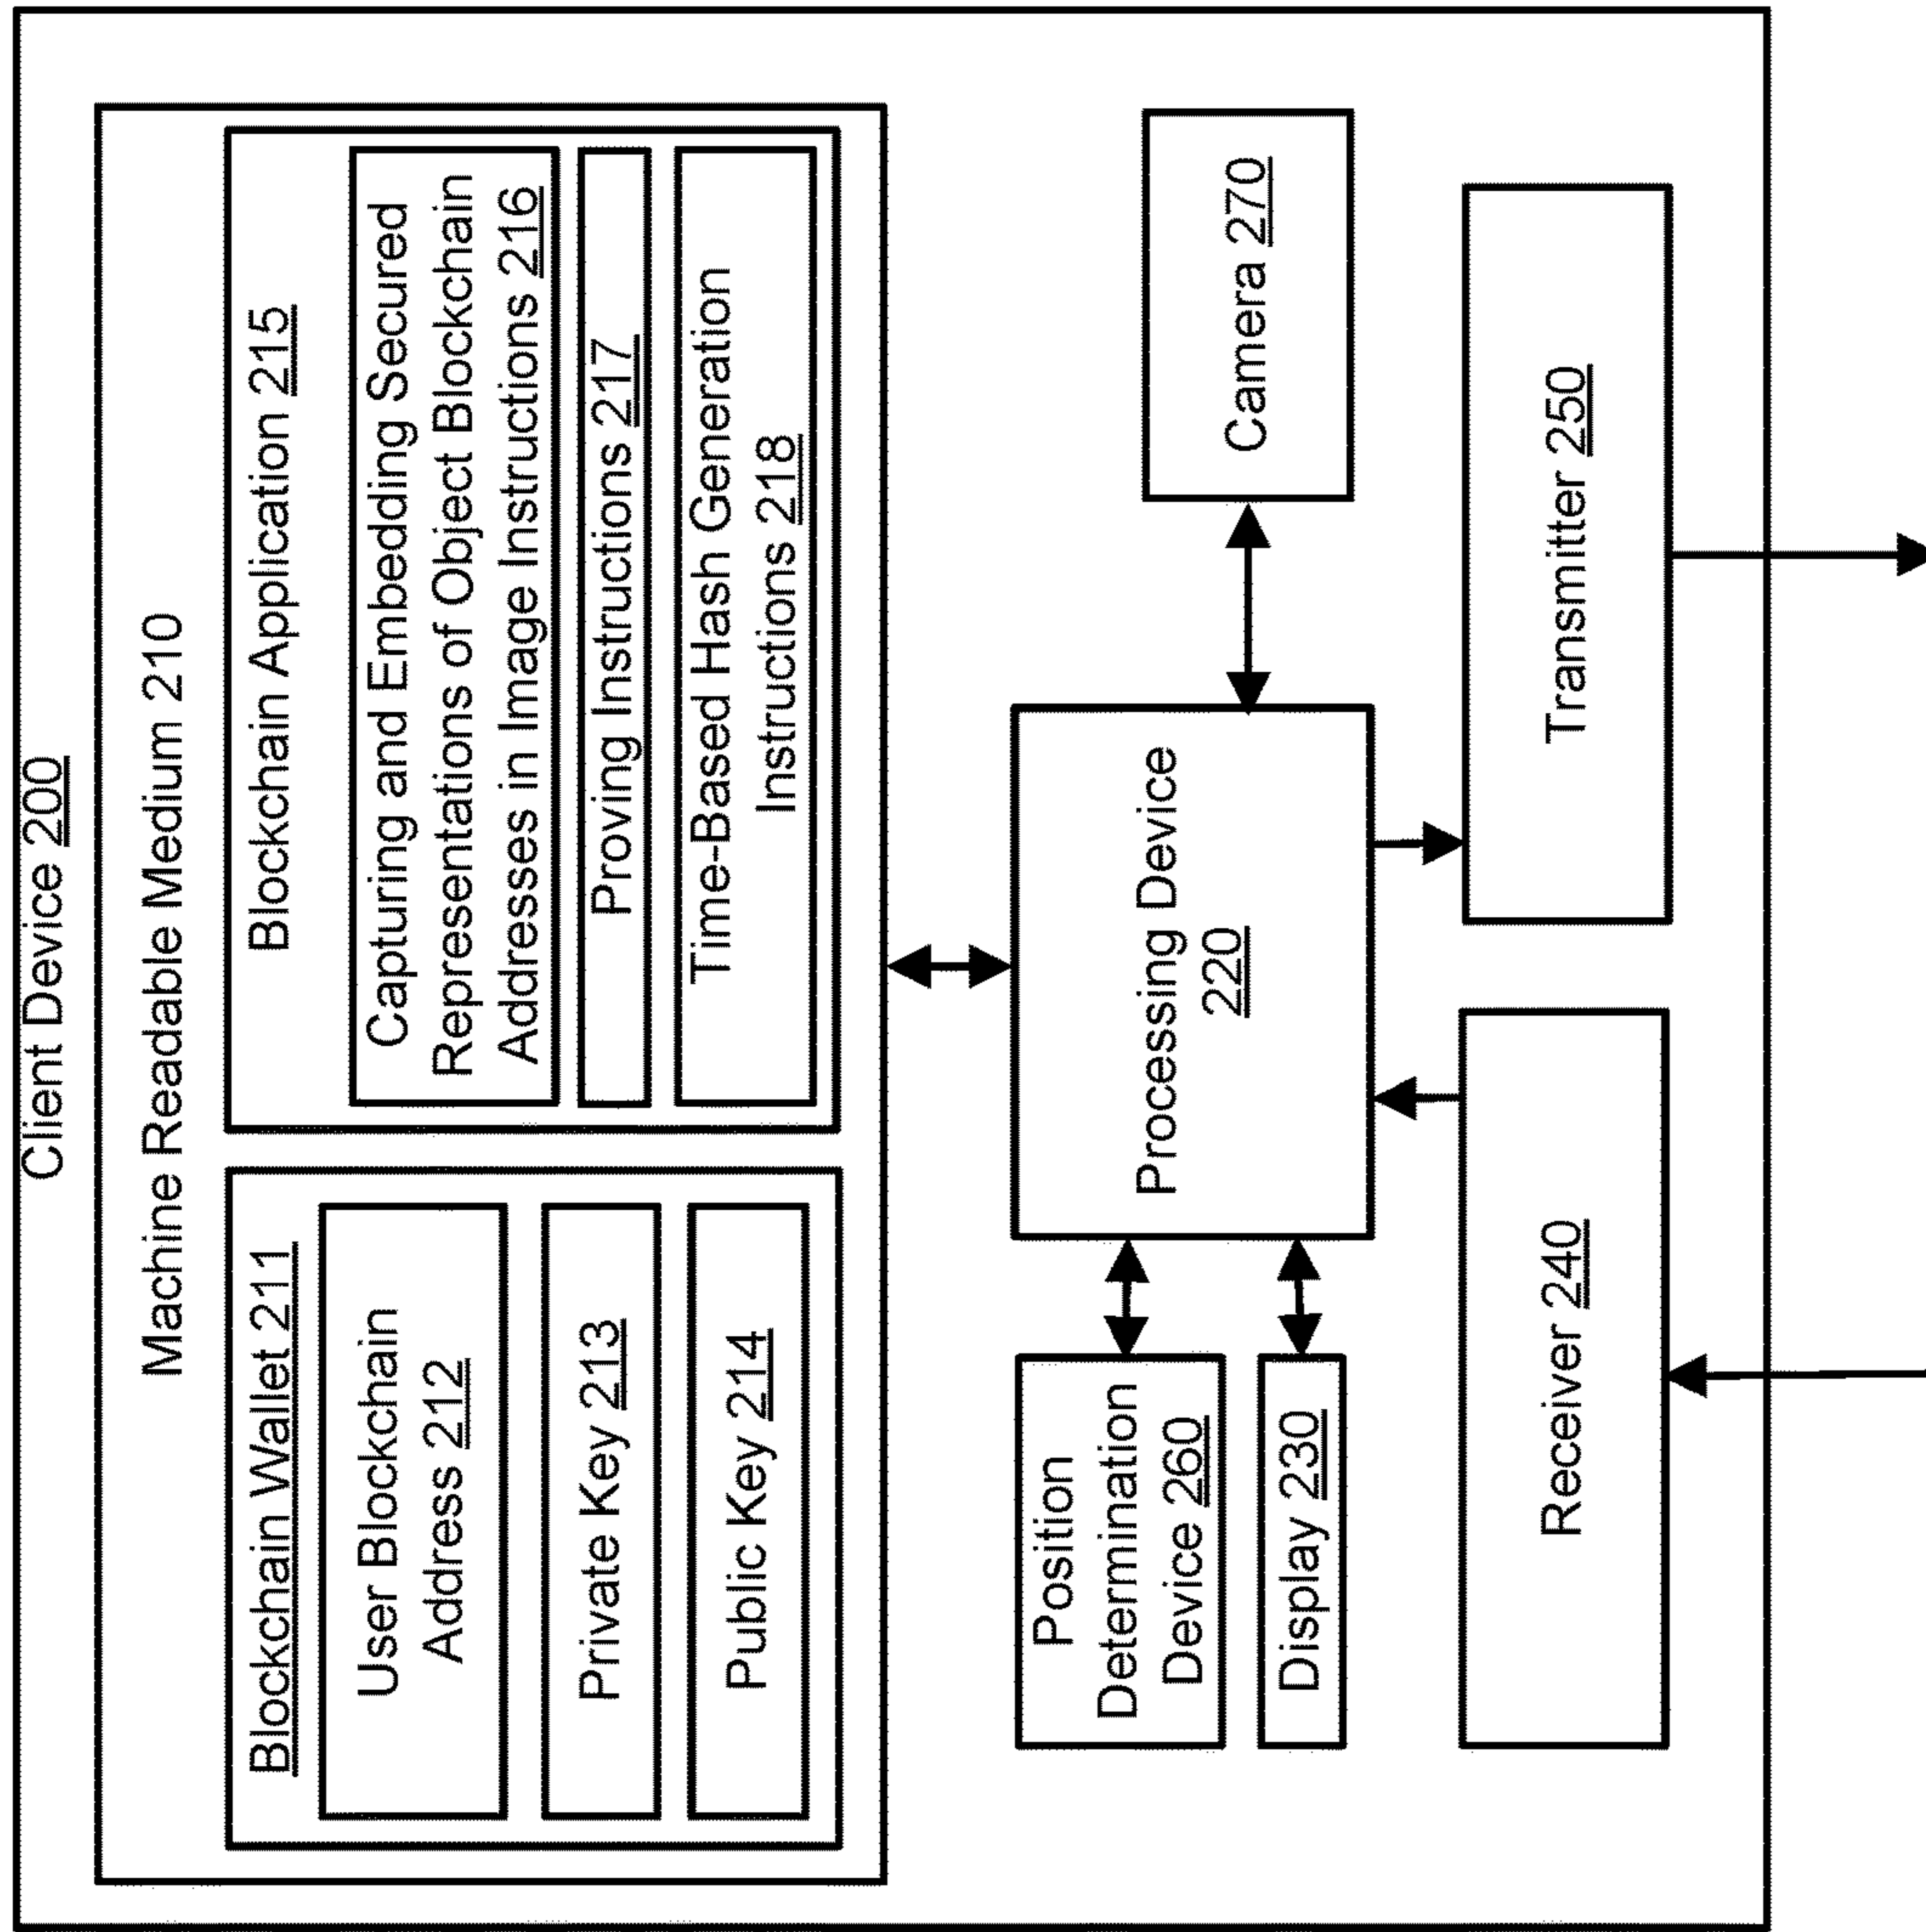 Client Device 200
Machine Readable Medium 210
Blockchain Wallet 211
User Blockchain
Address 212
Private Key 213
Public Key 214
Blockchain Application 215
Capturing and Embedding Secured
Representations of Object Blockchain
Addresses in Image Instructions 216
Proving Instructions 217
Time-Based Hash Generation
Instructions 218
Position
Determination
Device 260
Display 230
Processing Device
220
Camera 270
Receiver 240
Transmitter 250